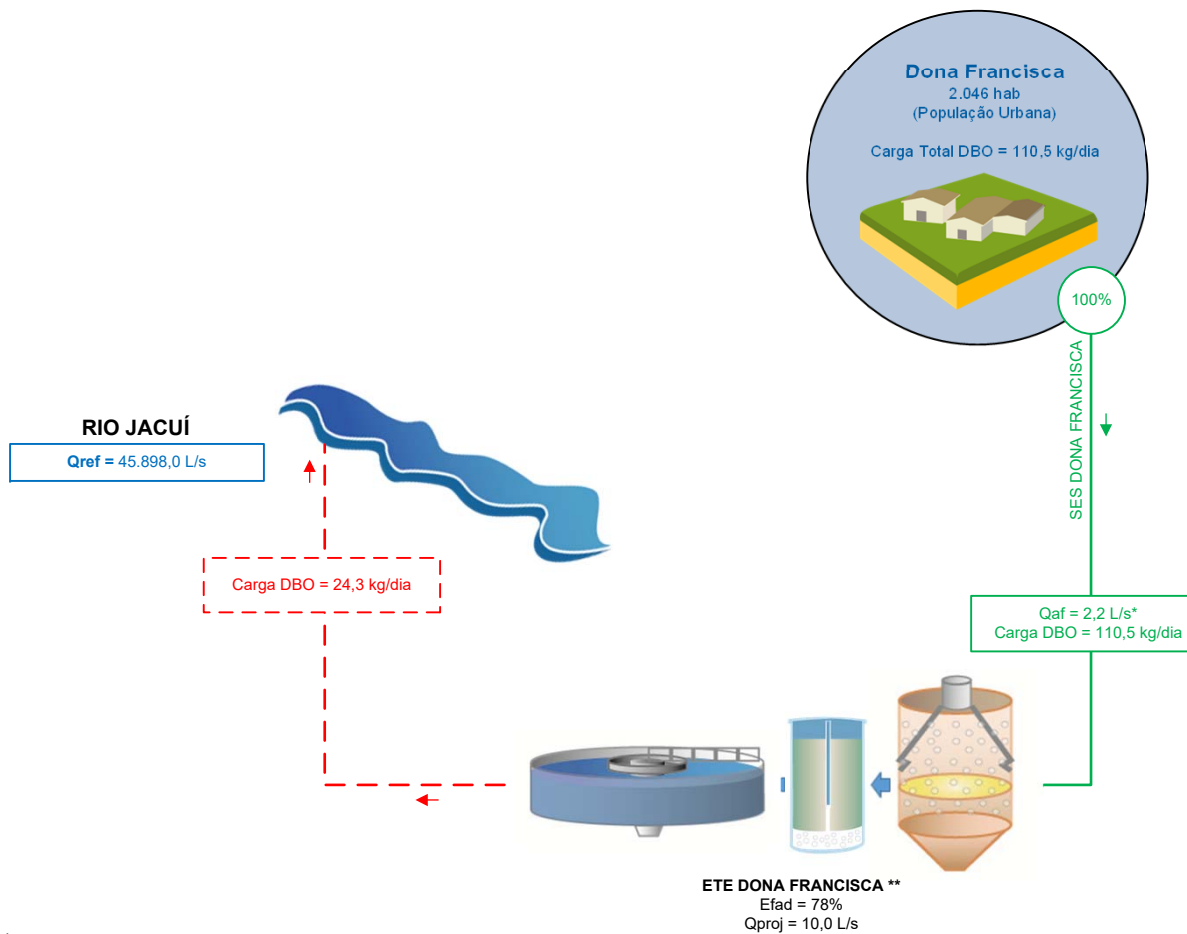 Dona Francisca
2.046 hab
(População Urbana)
Carga Total DBO = 110,5 kg/dia
100%
SES DONA FRANCISCA
RIO JACUÍ
Qref = 45.898,0 L/s
Carga DBO = 24,3 kg/dia
Qaf = 2,2 L/s*
Carga DBO = 110,5 kg/dia
ETE DONA FRANCISCA **
Efad = 78%
Qproj = 10,0 L/s